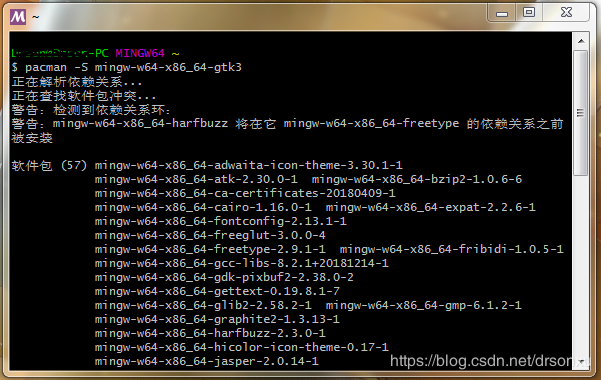 ~
-PC MINGW64 ~
$ pacman -S mingw-w64-x86_64-gtk3
正在解析依赖关系...
正在查找软件包冲突...
警告：检测到依赖关系环：
警告：mingw-w64-x86_64-harfbuzz 将在它 mingw-w64-x86_64-freetype 的依赖关系之前
被安装
软件包 (57) mingw-w64-x86_64-adwaita-icon-theme-3.30.1-1
mingw-w64-x86_64-atk-2.30.0-1 mingw-w64-x86_64-bzip2-1.0.6-6
mingw-w64-x86_64-ca-certificates-20180409-1
mingw-w64-x86_64-cairo-1.16.0-1 mingw-w64-x86_64-expat-2.2.6-1
mingw-w64-x86_64-fontconfig-2.13.1-1
mingw-w64-x86_64-freeglut-3.0.0-4
mingw-w64-x86_64-freetype-2.9.1-1 mingw-w64-x86_64-fribidi-1.0.5-1
mingw-w64-x86_64-gcc-libs-8.2.1+20181214-1
mingw-w64-x86_64-gdk-pixbuf2-2.38.0-2
mingw-w64-x86_64-gettext-0.19.8.1-7
mingw-w64-x86_64-glib2-2.58.2-1 mingw-w64-x86_64-gmp-6.1.2-1
mingw-w64-x86_64-graphite2-1.3.13-1
mingw-w64-x86_64-harfbuzz-2.3.0-1
mingw-w64-x86_64-hicolor-icon-theme-0.17-1
mingw-w64-x86_64-jasper-2.0.14-1